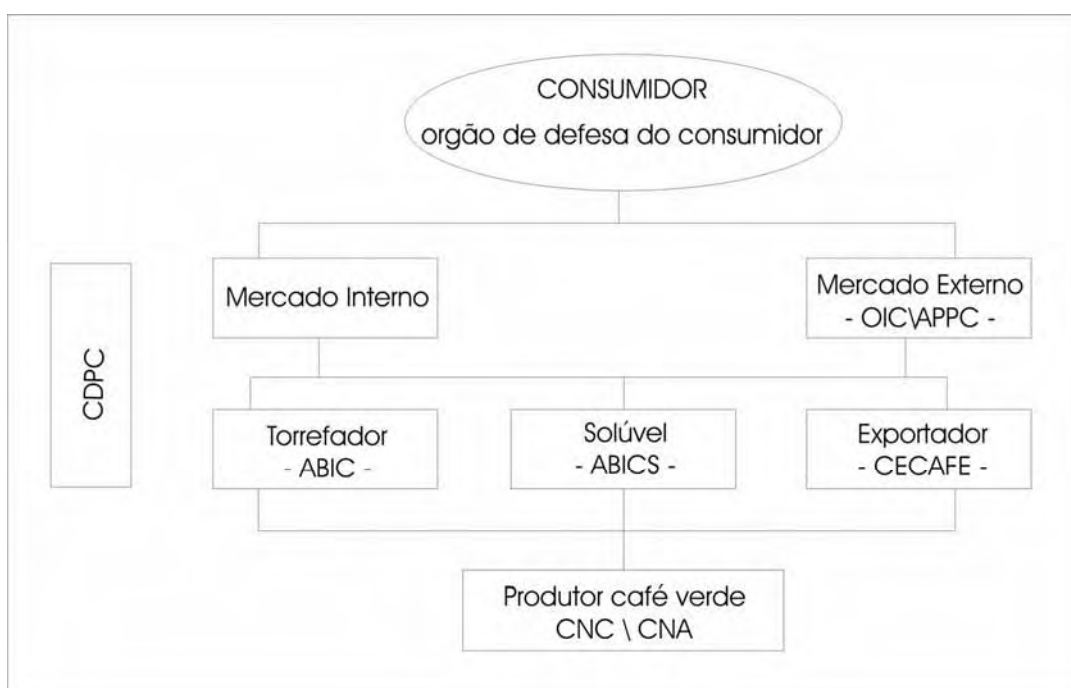 CONSUMIDOR
orgão de defesa do consumidor
Mercado Interno
Mercado Externo
- OIC\APPC -
CDPC
Torrefador
- ABIC -
Solúvel
- ABICS -
Exportador
- CECAFE -
Produtor café verde
CNC \ CNA